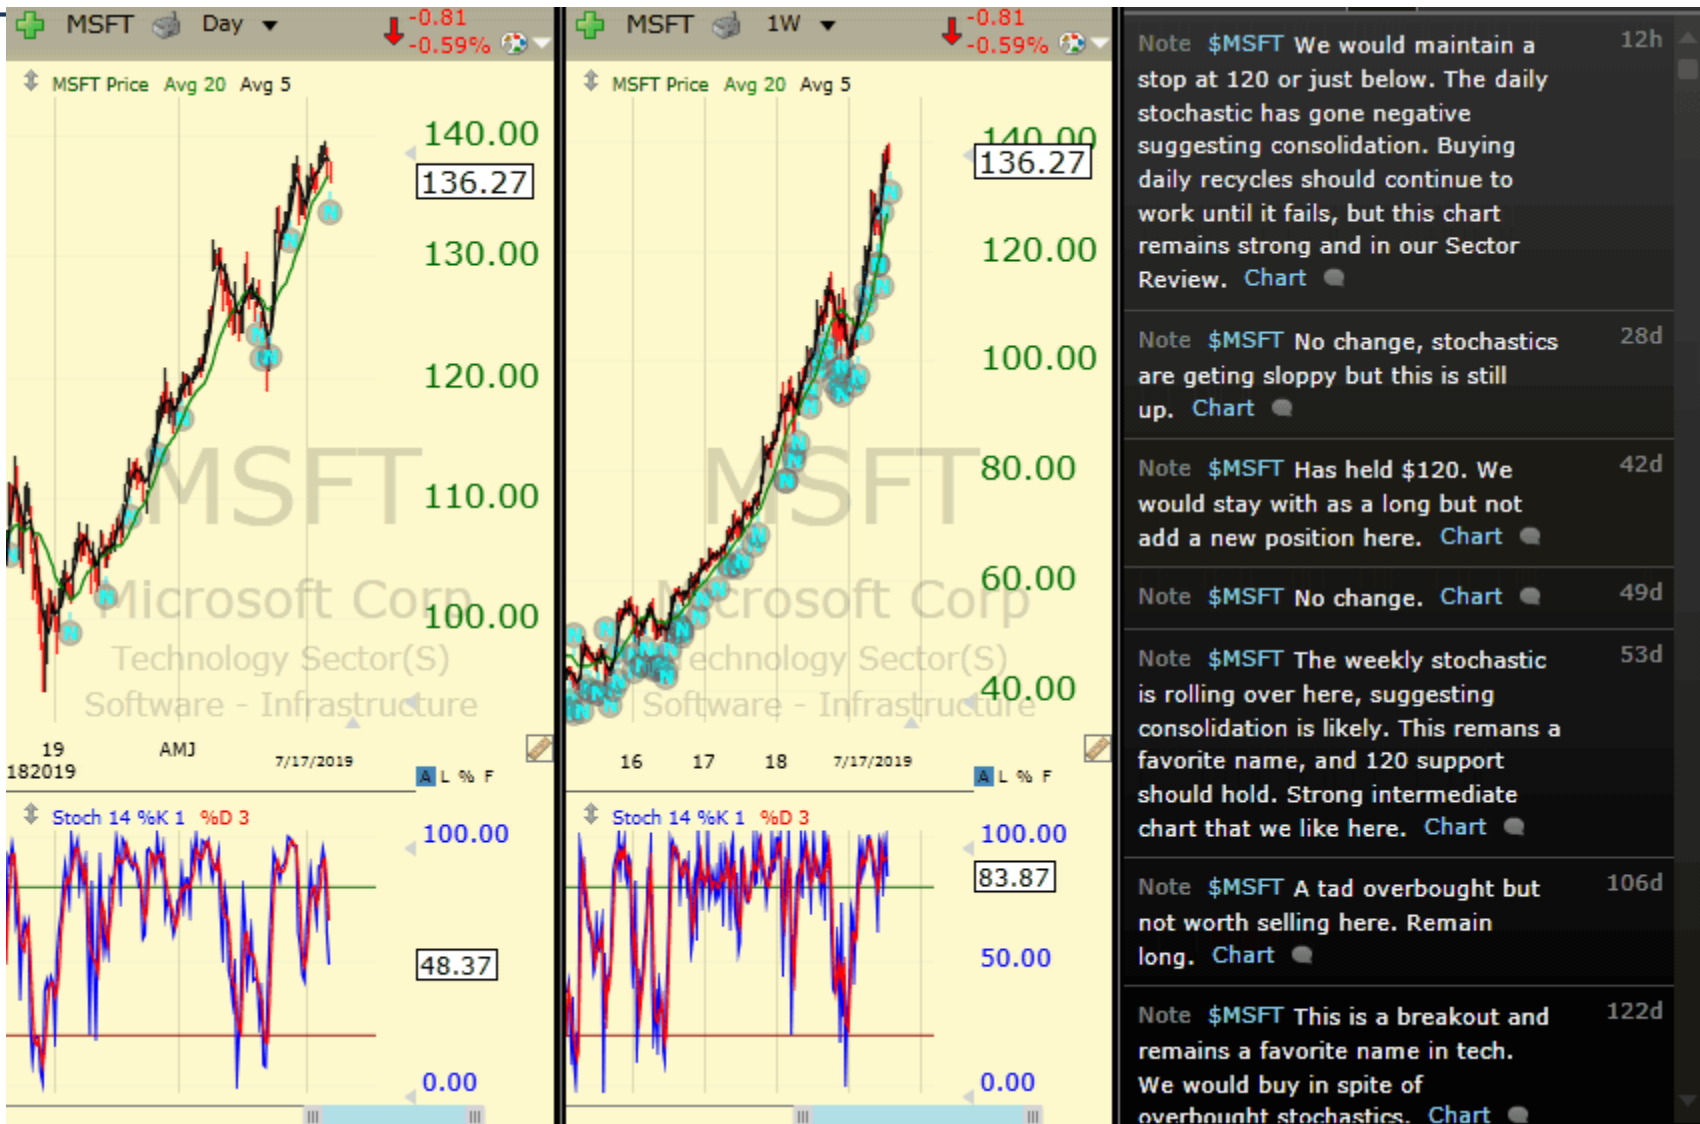 MSFT Day -0.81
-0.59%
MSFT Price Avg 20 Avg 5
140.00
136.27
130.00
120.00
110.00
100.00
MSFT
Microsoft Corp
Technology Sector(S)
Software - Infrastructure
19 AMJ 7/17/2019
182019
A L % F
Stoch 14 %K 1 %D 3
100.00
48.37
0.00
MSFT 1W -0.81
-0.59%
MSFT Price Avg 20 Avg 5
140.00
136.27
120.00
100.00
80.00
60.00
40.00
MSFT
Microsoft Corp
Technology Sector(S)
Software - Infrastructure
16 17 18 7/17/2019
A L % F
Stoch 14 %K 1 %D 3
100.00
83.87
50.00
0.00
Note $MSFT We would maintain a 12h
stop at 120 or just below. The daily
stochastic has gone negative
suggesting consolidation. Buying
daily recycles should continue to
work until it fails, but this chart
remains strong and in our Sector
Review. Chart
Note $MSFT No change, stochastics 28d
are geting sloppy but this is still
up. Chart
Note $MSFT Has held $120. We 42d
would stay with as a long but not
add a new position here. Chart
Note $MSFT No change. Chart 49d
Note $MSFT The weekly stochastic 53d
is rolling over here, suggesting
consolidation is likely. This remans a
favorite name, and 120 support
should hold. Strong intermediate
chart that we like here. Chart
Note $MSFT A tad overbought but 106d
not worth selling here. Remain
long. Chart
Note $MSFT This is a breakout and 122d
remains a favorite name in tech.
We would buy in spite of
overbought stochastics. Chart